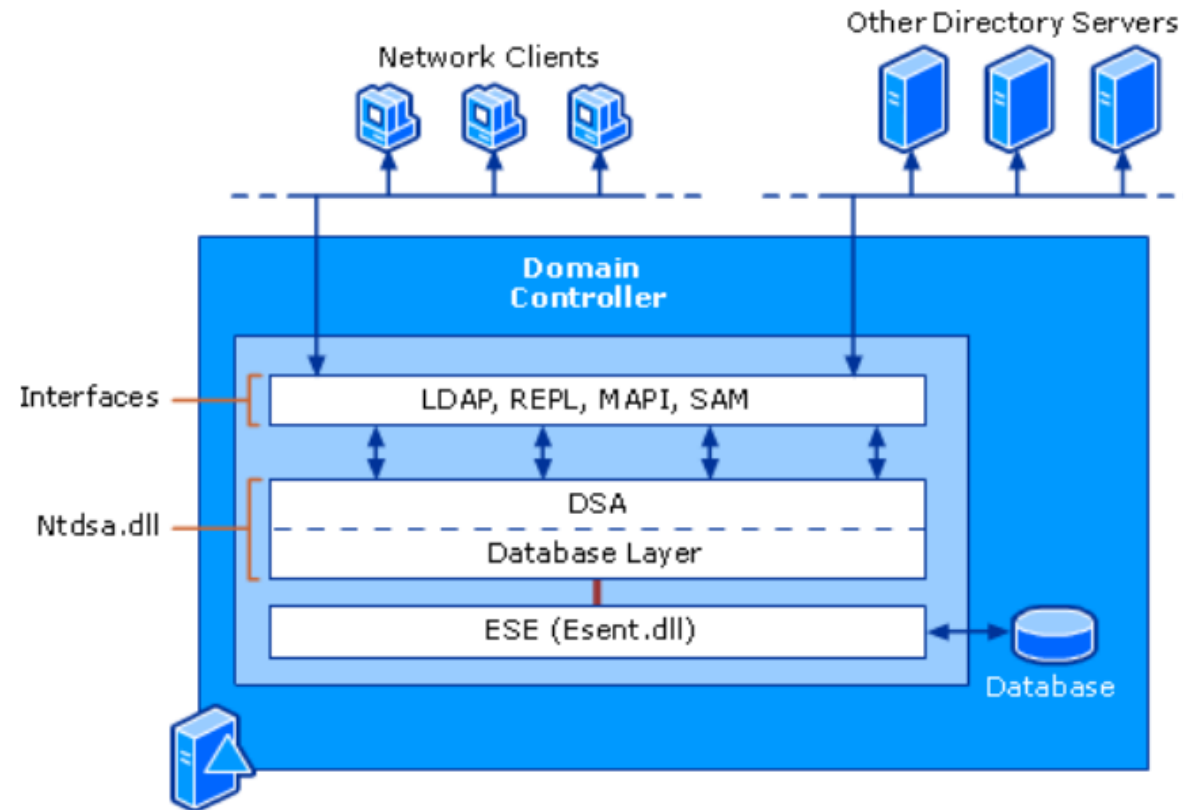 Other Directory Servers
Network Clients
Domain
Controller
Interfaces
LDAP, REPL, MAPI, SAM
Ntdsa.dll
DSA
Database Layer
ESE (Esent.dll)
Database